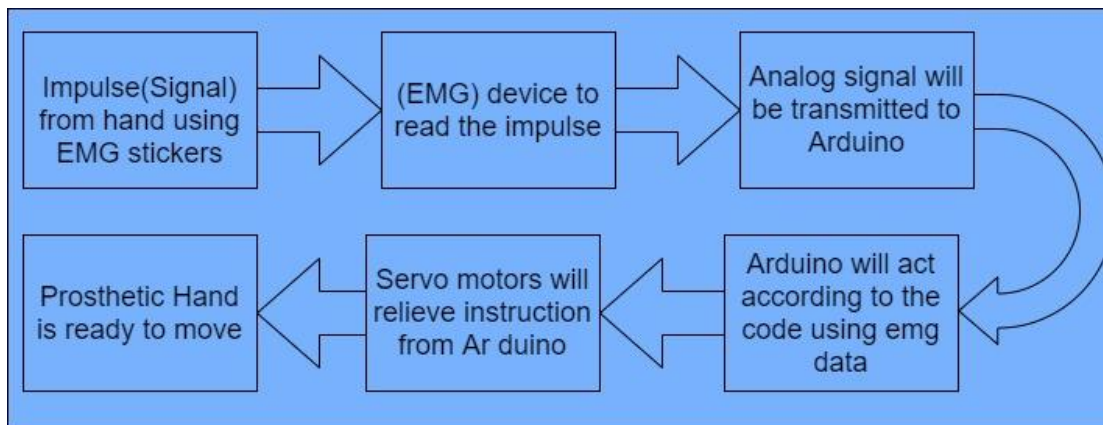 Impulse(Signal)
from hand using
EMG stickers
(EMG) device to
read the impulse
Analog signal will
be transmitted to
Arduino
Arduino will act
according to the
code using emg
data
Servo motors will
relieve instruction
from Ar duino
Prosthetic Hand
is ready to move